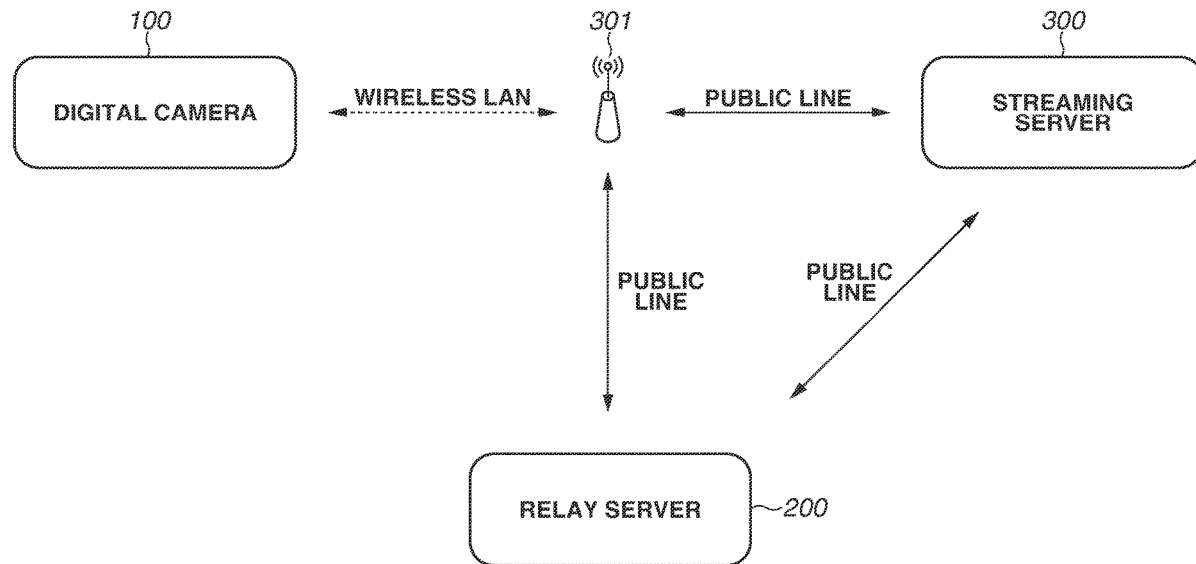 100
301
300
DIGITAL CAMERA
WIRELESS LAN
PUBLIC LINE
STREAMING
SERVER
PUBLIC
LINE
PUBLIC
LINE
RELAY SERVER
200